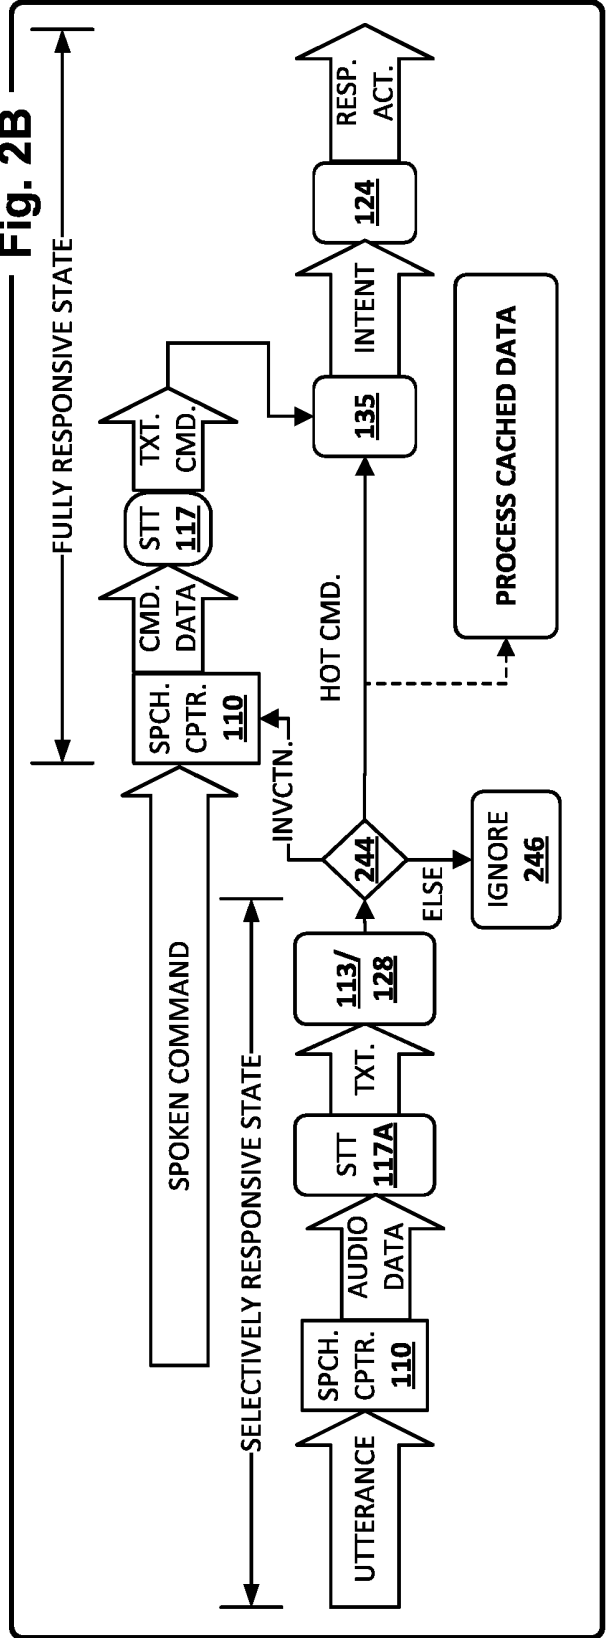 Fig. 2B
FULLY RESPONSIVE STATE
SPOKEN COMMAND
SPCH.
CPTR.
110
CMD.
DATA
STT
117
TXT.
CMD.
SELECTIVELY RESPONSIVE STATE
INVCTN.
UTTERANCE
SPCH.
CPTR.
110
AUDIO
DATA
STT
117A
TXT.
113/
128
244
HOT CMD.
135
INTENT
124
RESP.
ACT.
ELSE
IGNORE
246
PROCESS CACHED DATA